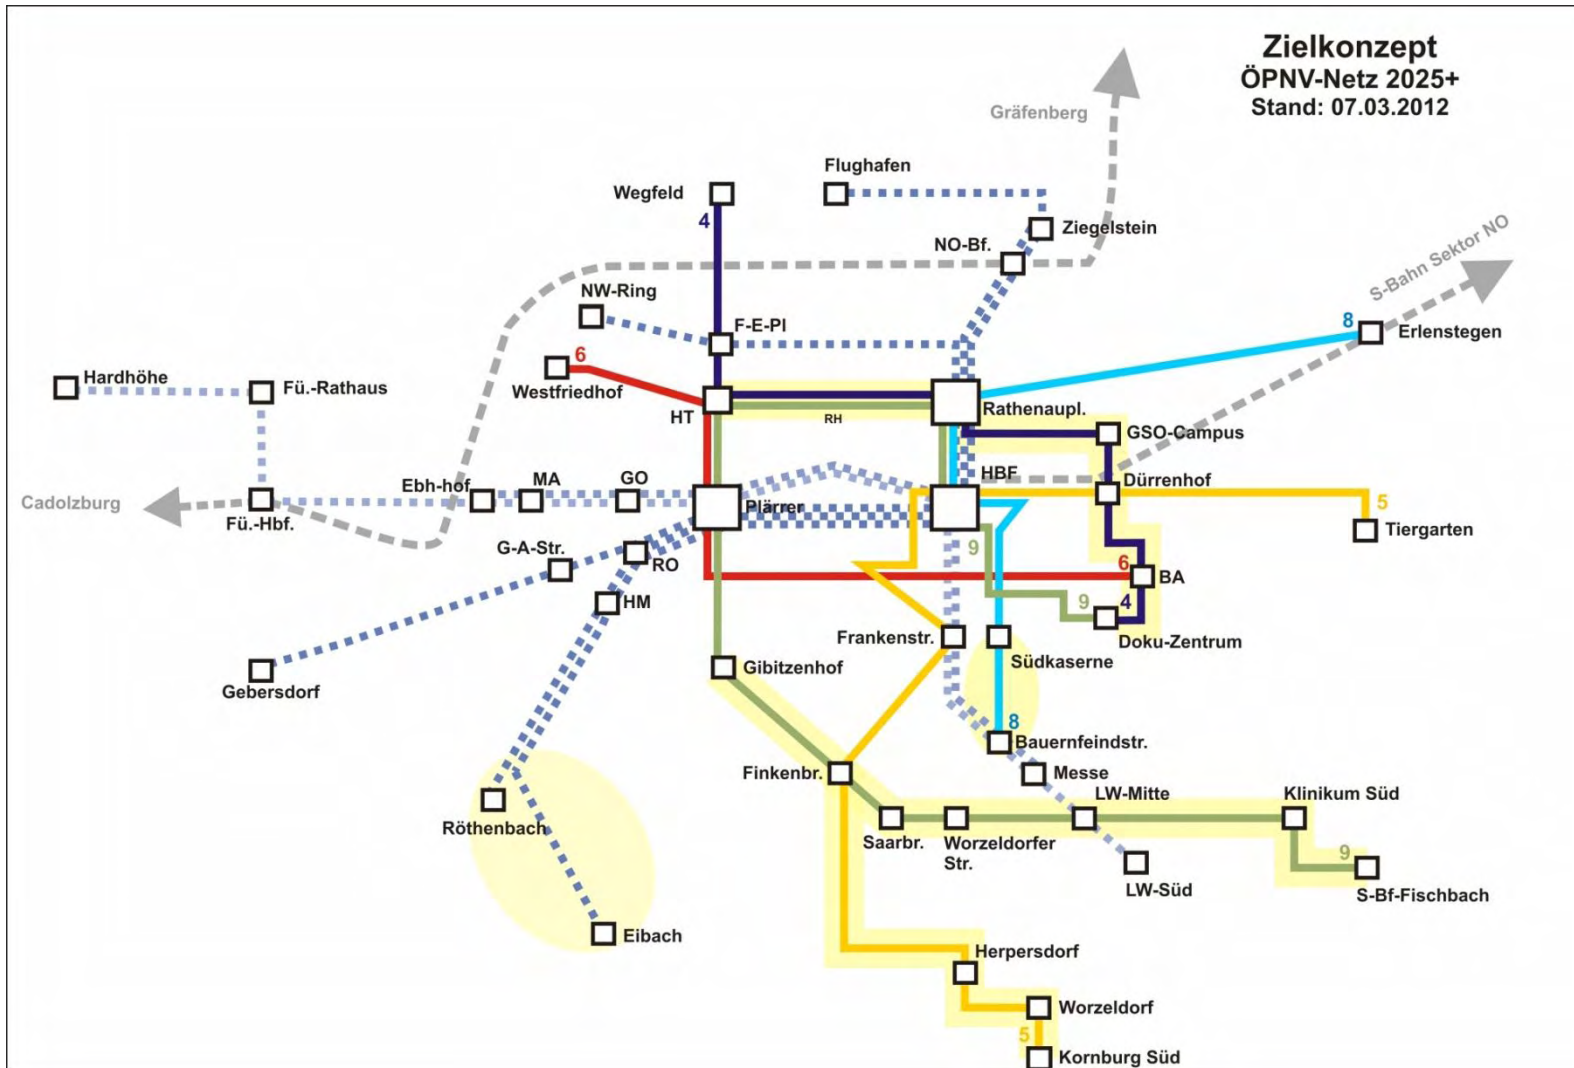 Zielkonzept
ÖPNV-Netz 2025+
Stand: 07.03.2012
Gräfenberg
Flughafen
Wegfeld
4
Ziegelstein
NO-Bf.
S-Bahn Sektor NO
NW-Ring
F-E-Pl
8
Erlenstegen
6
Westfriedhof
Hardhöhe
Fü.-Rathaus
HT
RH
Rathenaupl.
GSO-Campus
HBF
Dürrenhof
Ebh-hof
MA
GO
Plärrer
Cadolzburg
Fü.-Hbf.
5
Tiergarten
G-A-Str.
RO
9
6
BA
HM
9
4
Doku-Zentrum
Frankenstr.
Südkaserne
Gibitzenhof
Gebersdorf
8
Bauernfeindstr.
Finkenbr.
Messe
Röthenbach
LW-Mitte
Klinikum Süd
Saarbr.
Worzeldorfer
Str.
9
LW-Süd
S-Bf-Fischbach
Eibach
Herpersdorf
Worzeldorf
5
Kornburg Süd